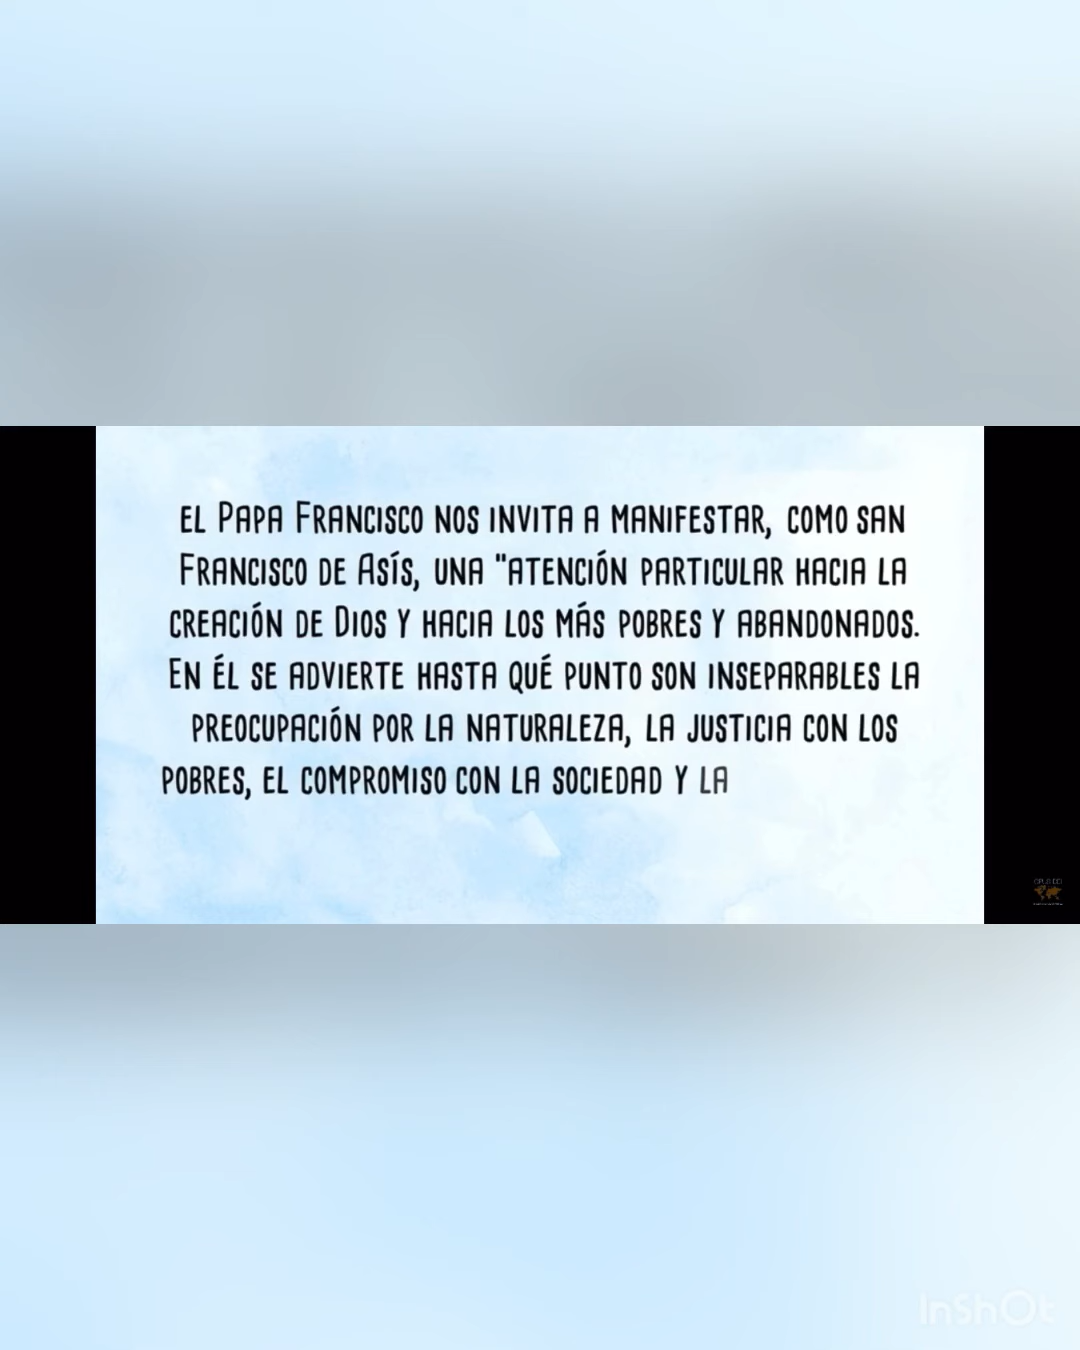 el Papa Francisco nos invita a manifestar, como san
Francisco de Asís, una "atención particular hacia la
creación de Dios y hacia los más pobres y abandonados.
En él se advierte hasta qué punto son inseparables la
preocupación por la naturaleza, la justicia con los
pobres, el compromiso con la sociedad y la
OPUS DEI
InShOt